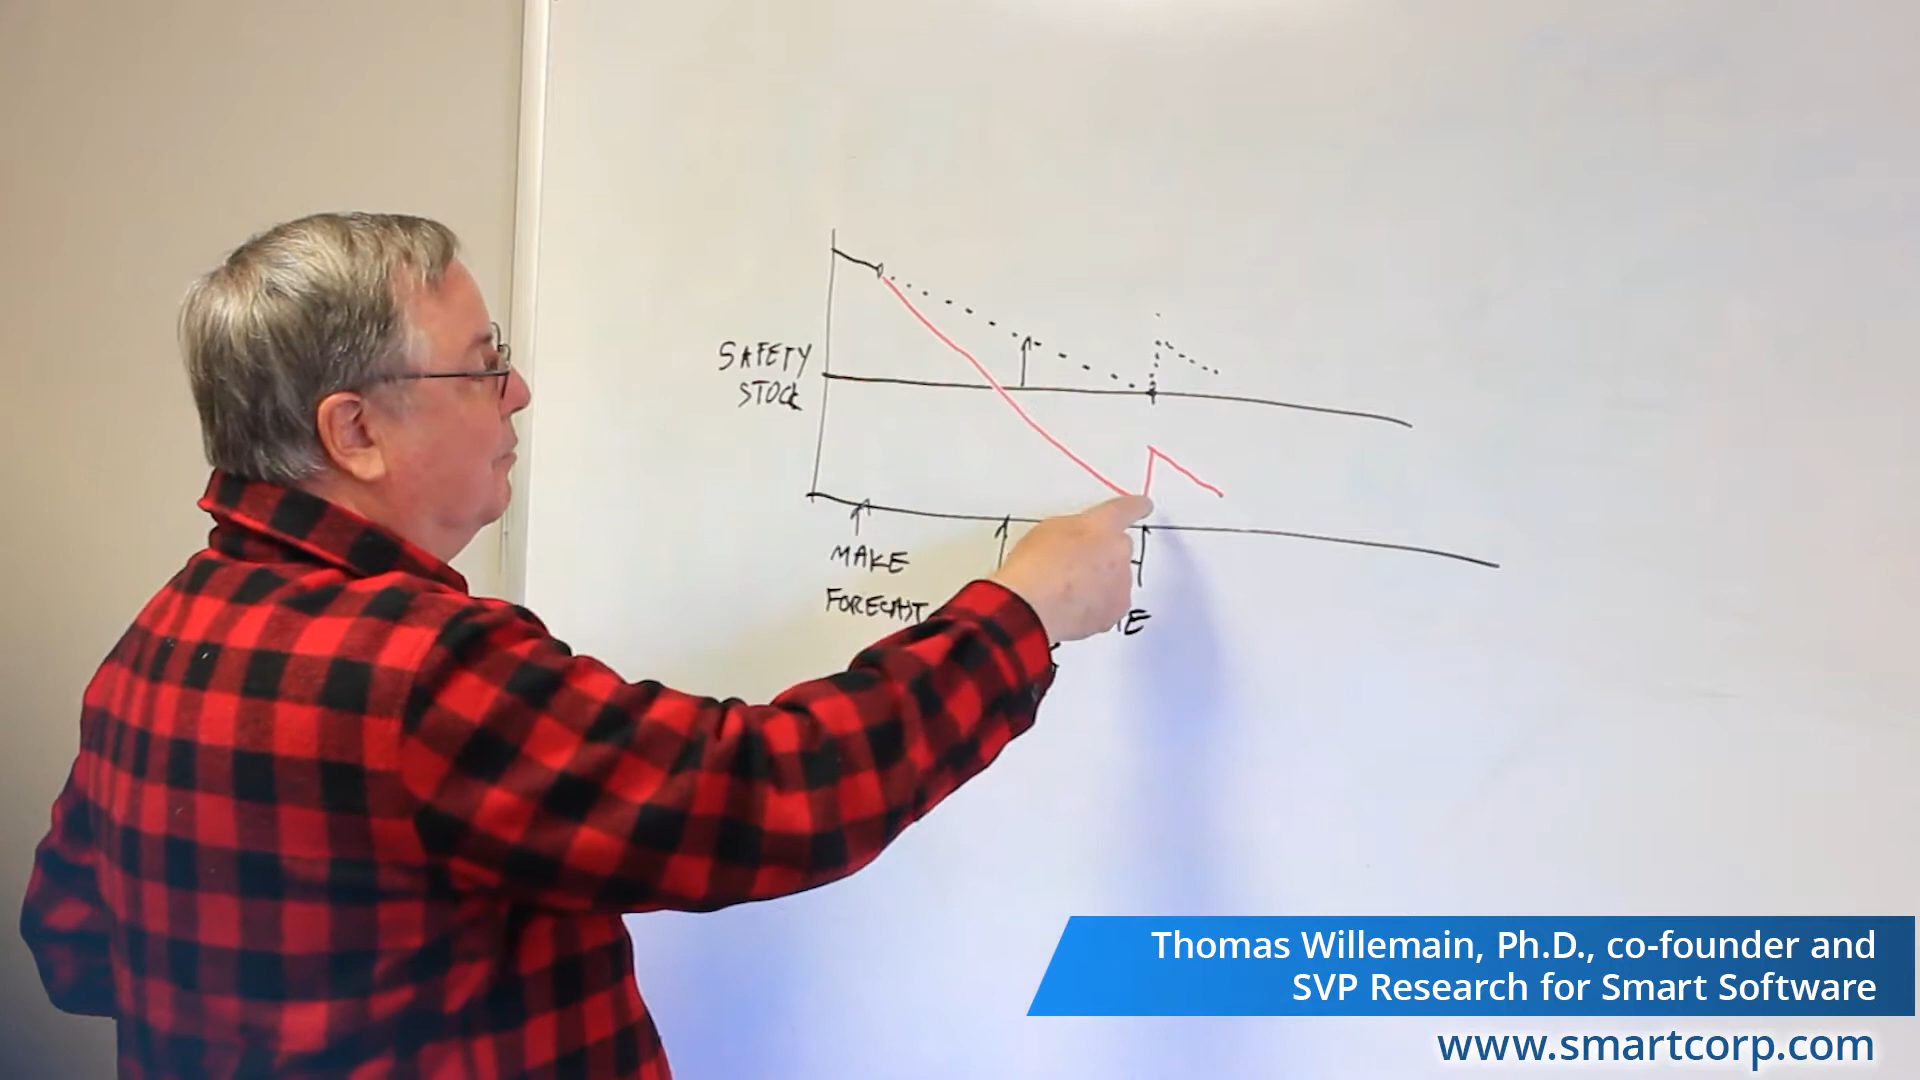 SAFETY
STOCK
MAKE
FORECAST
Thomas Willemain, Ph.D., co-founder and
SVP Research for Smart Software
www.smartcorp.com